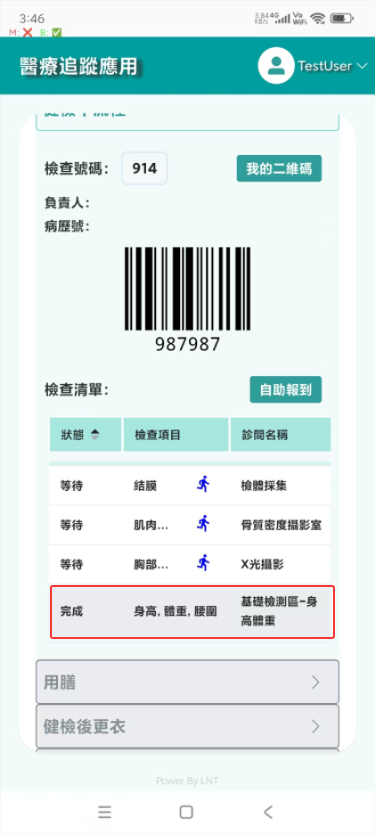 3:46
3.84 KB/s 4G Vo WiFi
M: ❌ B: ✅
醫療追蹤應用
TestUser
檢查號碼: 914
我的二維碼
負責人:
病歷號:
987987
檢查清單:
自助報到
狀態 檢查項目 診間名稱
等待 結膜 檢體採集
等待 肌肉... 骨質密度攝影室
等待 胸部... X光攝影
完成 身高, 體重, 腰圍 基礎檢測區-身
高體重
用膳
健檢後更衣
Power By LNT